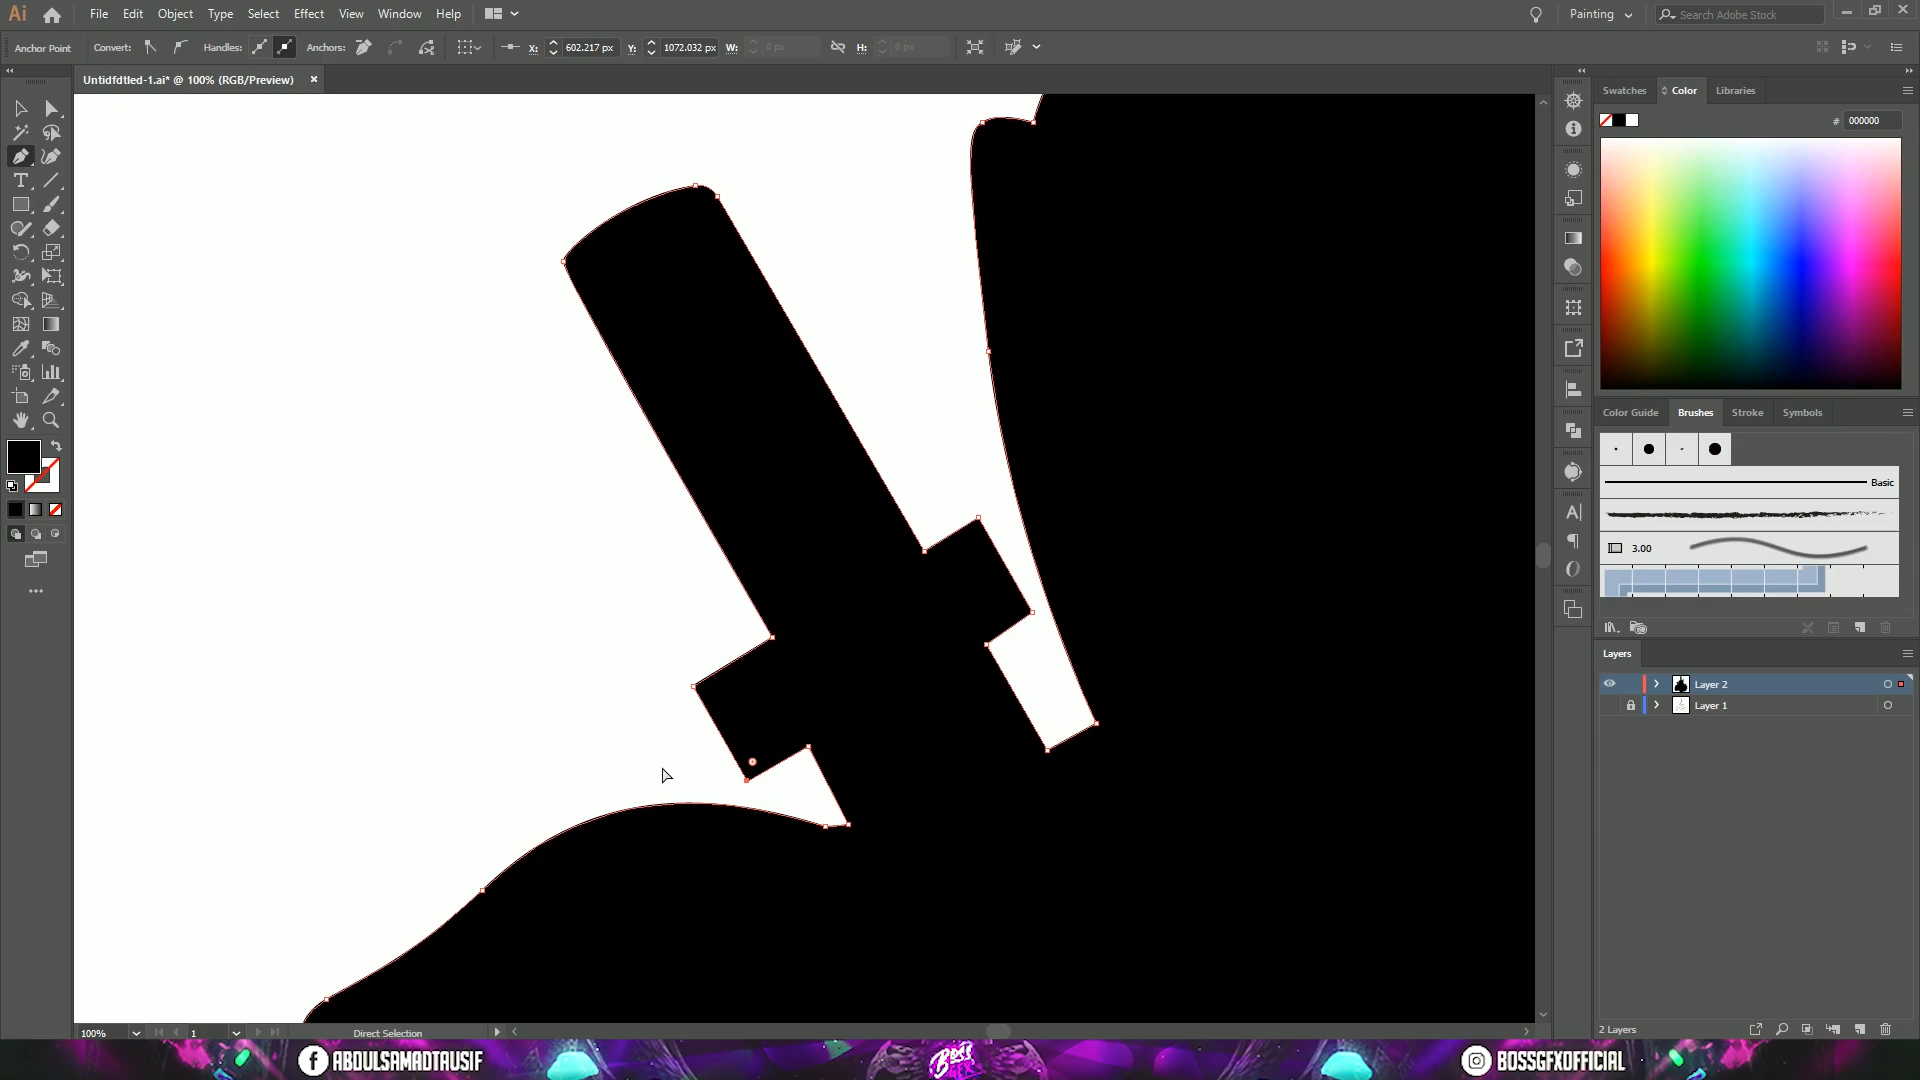 Ai File Edit Object Type Select Effect View Window Help Painting Search Adobe Stock
Anchor Point Convert: Handles: Anchors: X: 602.217 px Y: 1072.032 px W: 0 px H: 0 px
Untidfdtled-1.ai* @ 100% (RGB/Preview) ×
Swatches Color Libraries
# 000000
Color Guide Brushes Stroke Symbols
Basic
3.00
Layers
Layer 2
Layer 1
2 Layers
100% 1 Direct Selection
ABDULSAMADTAUSIF
BOSS GFX
BOSSGFXOFFICIAL